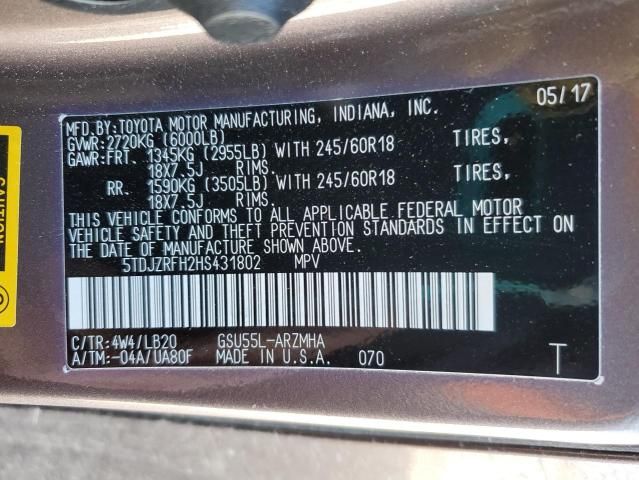 05/17
MFD.BY:TOYOTA MOTOR MANUFACTURING, INDIANA, INC.
GVWR:2720KG (6000LB)
GAWR:FRT. 1345KG (2955LB) WITH 245/60R18 TIRES,
18X7.5J RIMS.
RR. 1590KG (3505LB) WITH 245/60R18 TIRES,
18X7.5J RIMS.
THIS VEHICLE CONFORMS TO ALL APPLICABLE FEDERAL MOTOR
VEHICLE SAFETY AND THEFT PREVENTION STANDARDS IN EFFECT ON
THE DATE OF MANUFACTURE SHOWN ABOVE.
5TDJZRFH2HS431802 MPV
C/TR:4W4/LB20 GSU55L-ARZMHA
A/TM:-04A/UA80F MADE IN U.S.A. 070
T
CAUTION